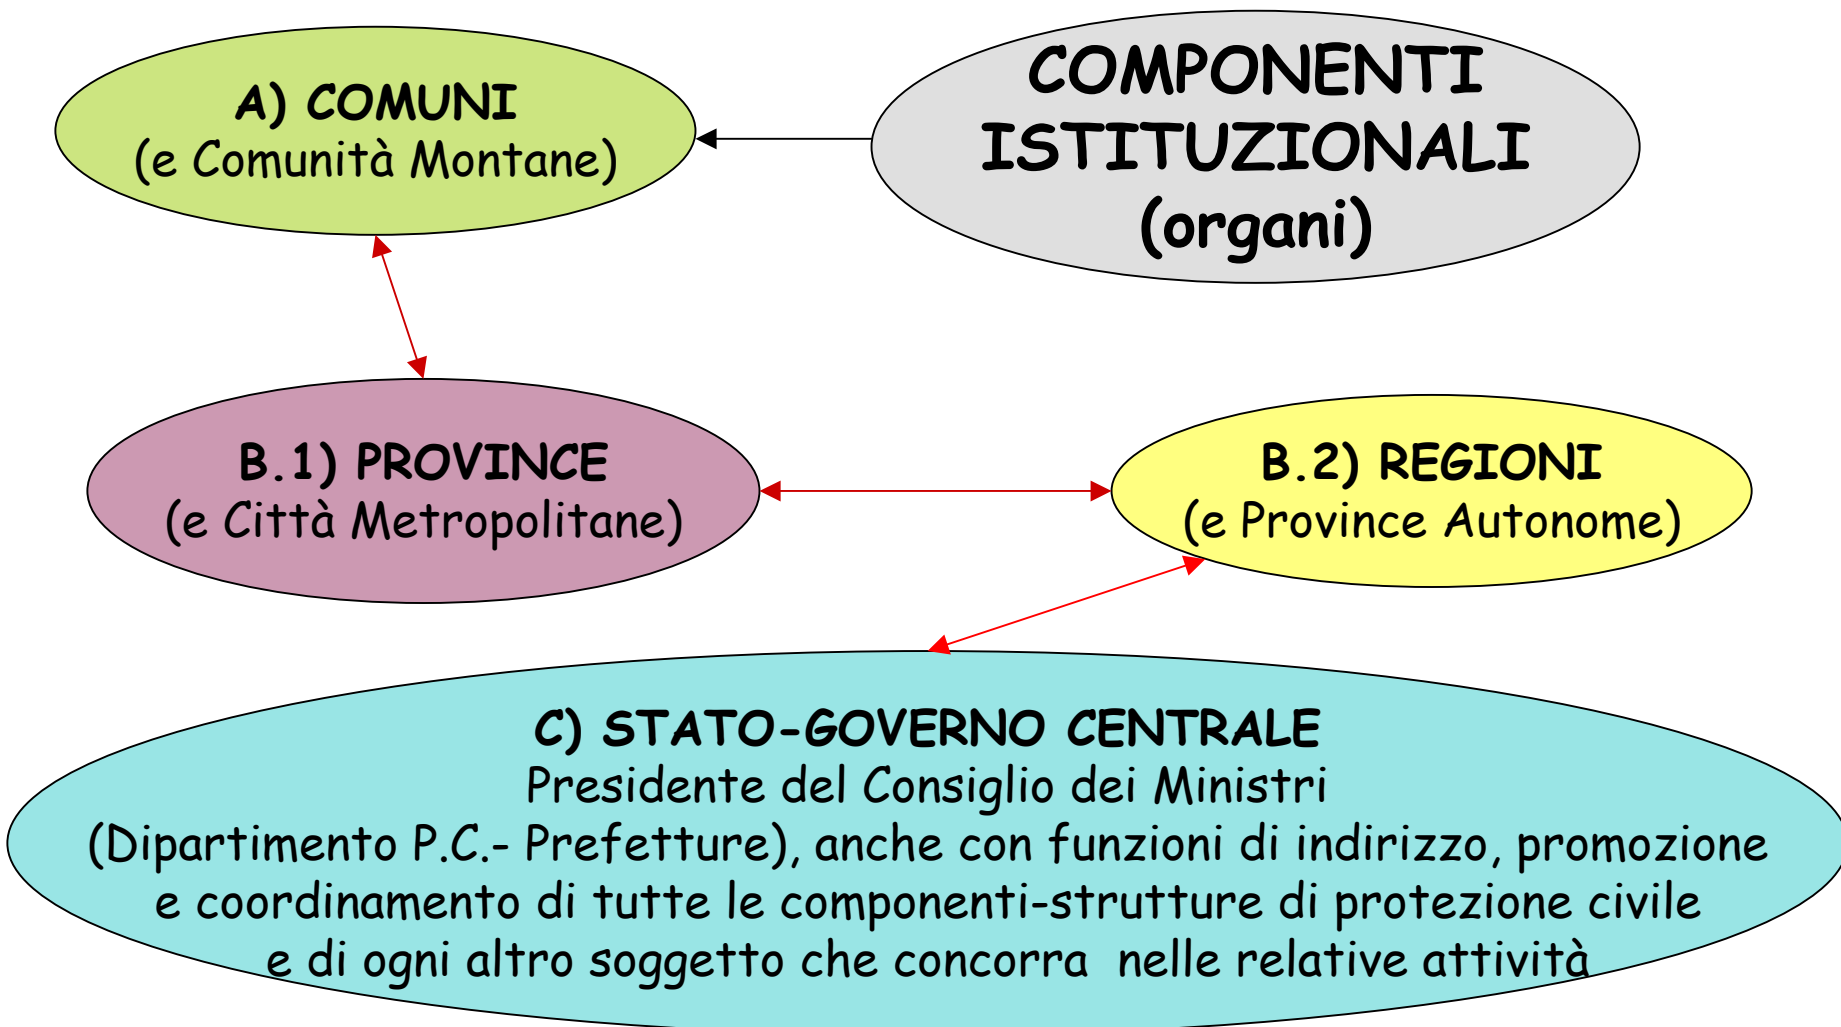 A) COMUNI
(e Comunità Montane)
COMPONENTI
ISTITUZIONALI
(organi)
B.1) PROVINCE
(e Città Metropolitane)
B.2) REGIONI
(e Province Autonome)
C) STATO-GOVERNO CENTRALE
Presidente del Consiglio dei Ministri
(Dipartimento P.C.- Prefetture), anche con funzioni di indirizzo, promozione
e coordinamento di tutte le componenti-strutture di protezione civile
e di ogni altro soggetto che concorra nelle relative attività